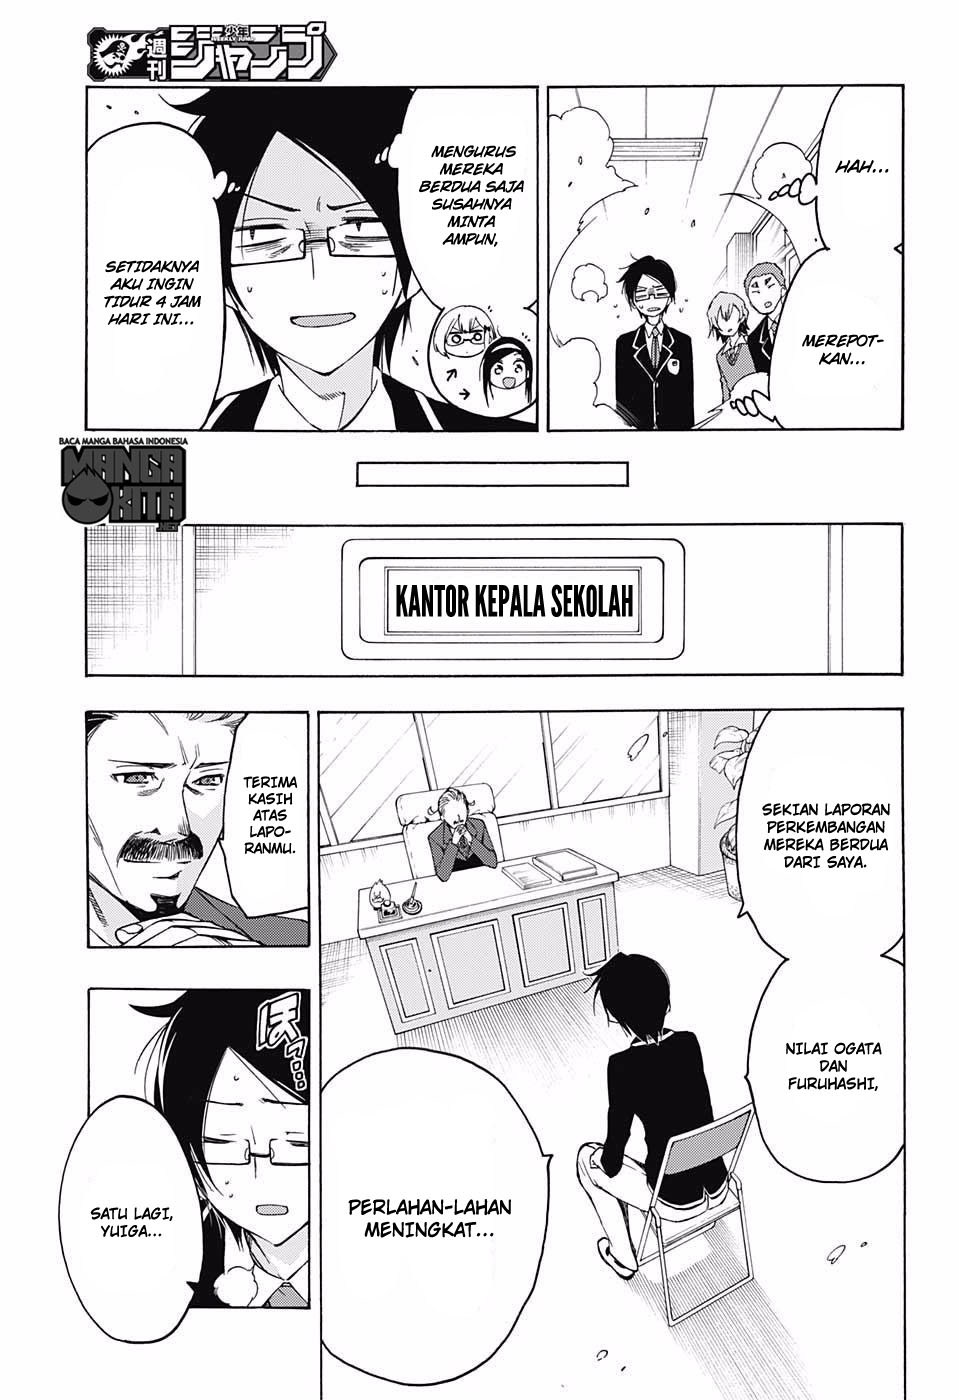 少年
週刊
ジャンプ
HAH...
MEREPOT-
KAN...
MENGURUS
MEREKA
BERDUA SAJA
SUSAHNYA
MINTA
AMPUN,
SETIDAKNYA
AKU INGIN
TIDUR 4 JAM
HARI INI...
BACA MANGA BAHASA INDONESIA
MANGA
KITA
.NET
KANTOR KEPALA SEKOLAH
SEKIAN LAPORAN
PERKEMBANGAN
MEREKA BERDUA
DARI SAYA.
NILAI OGATA
DAN
FURUHASHI,
PERLAHAN-LAHAN
MENINGKAT...
TERIMA
KASIH
ATAS
LAPO-
RANMU.
ほっ…
SATU LAGI,
YUIGA...